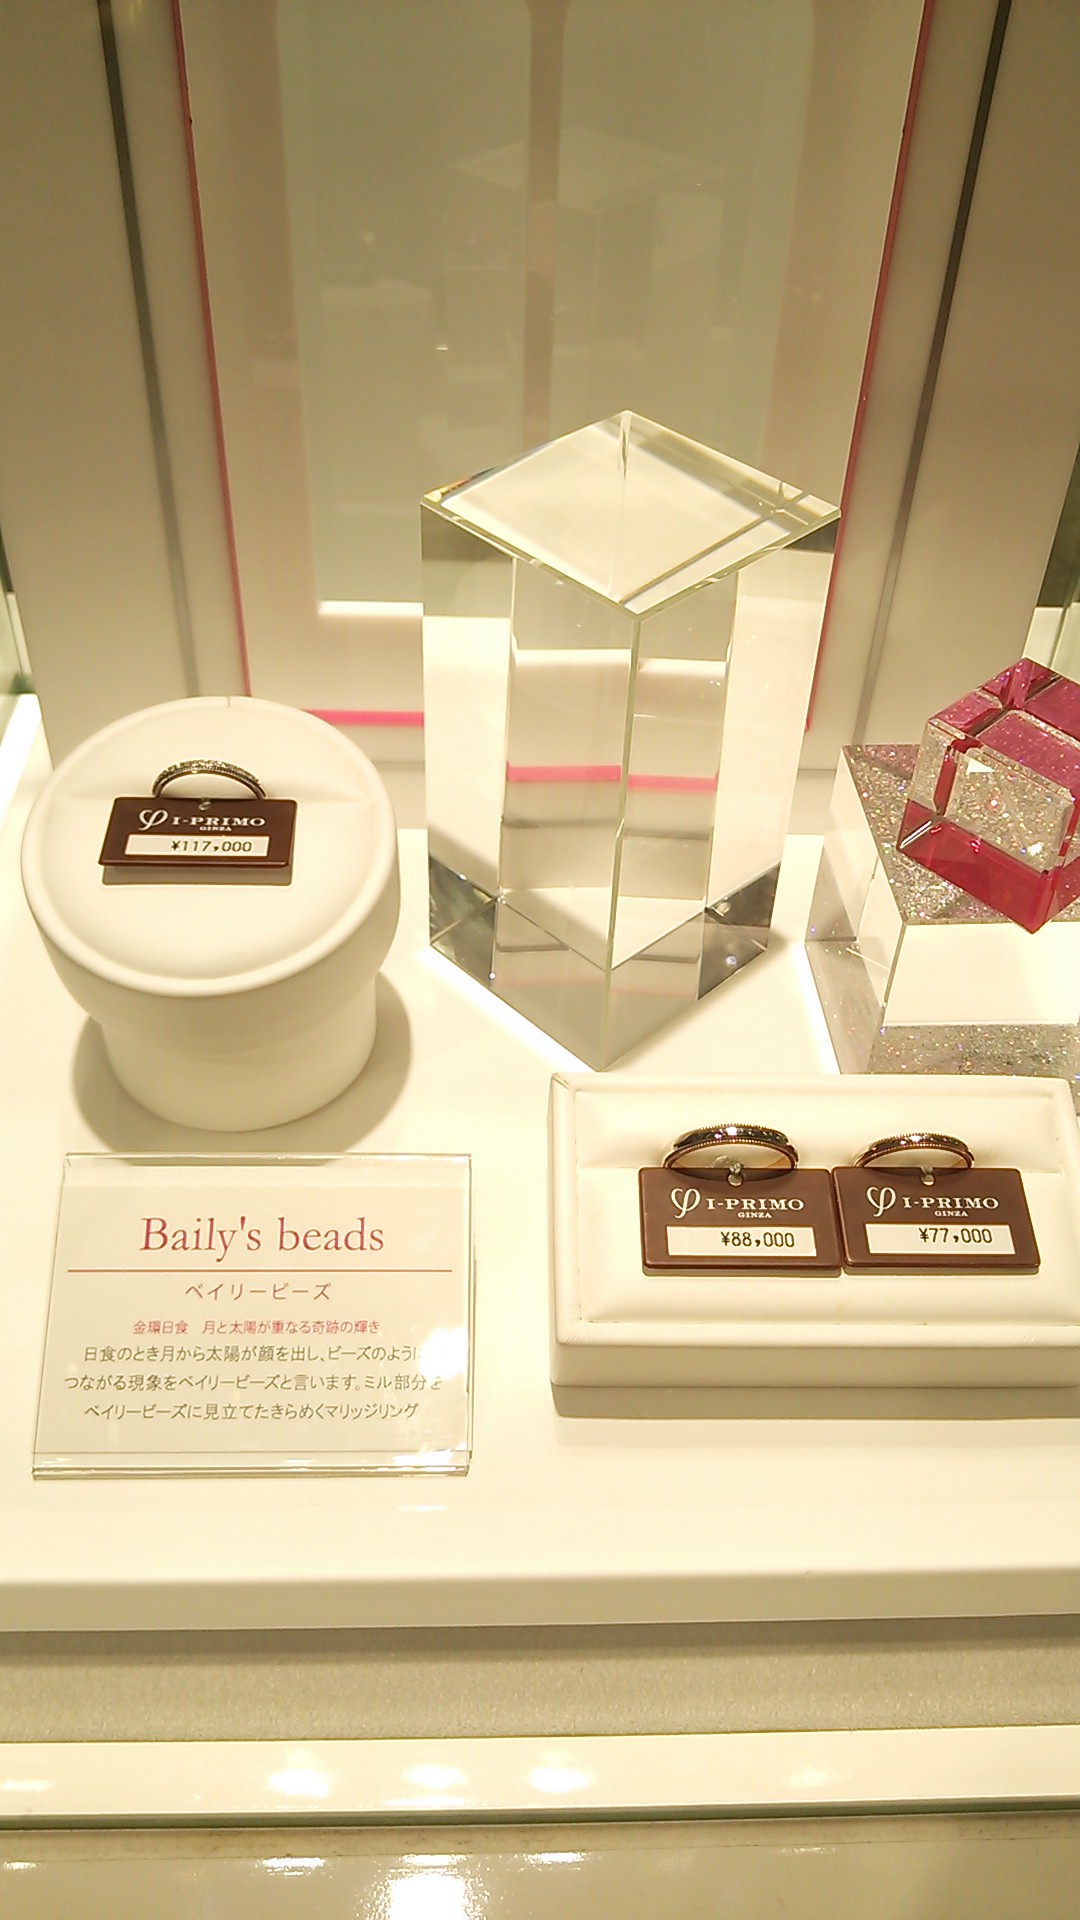 I-PRIMO
GINZA
¥117,000
Baily's beads
ベイリービーズ
金環日食 月と太陽が重なる奇跡の輝き
日食のとき月から太陽が顔を出し、ビーズのように
つながる現象をベイリービーズと言います。ミル部分を
ベイリービーズに見立てたきらめくマリッジリング
I-PRIMO
GINZA
¥88,000
I-PRIMO
GINZA
¥77,000